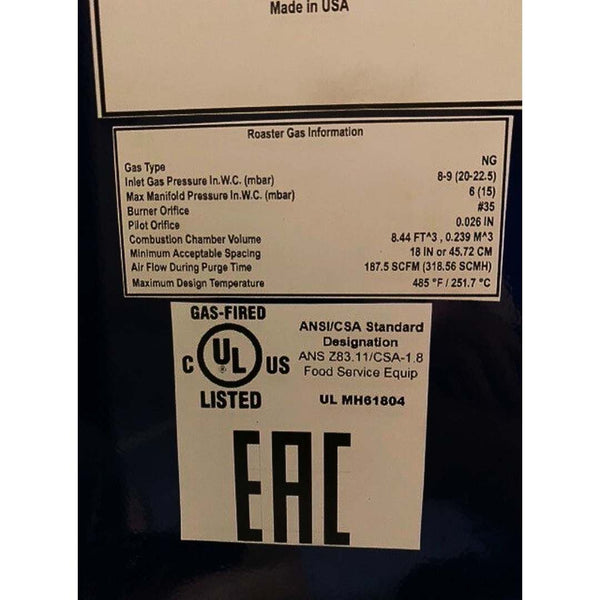 Made in USA
Roaster Gas Information
Gas Type NG
Inlet Gas Pressure In.W.C. (mbar) 8-9 (20-22.5)
Max Manifold Pressure In.W.C. (mbar) 6 (15)
Burner Orifice #35
Pilot Orifice 0.026 IN
Combustion Chamber Volume 8.44 FT^3 , 0.239 M^3
Minimum Acceptable Spacing 18 IN or 45.72 CM
Air Flow During Purge Time 187.5 SCFM (318.56 SCMH)
Maximum Design Temperature 485 °F / 251.7 °C
GAS-FIRED
C UL ® US
LISTED
ANSI/CSA Standard
Designation
ANS Z83.11/CSA-1.8
Food Service Equip
UL MH61804
EAC